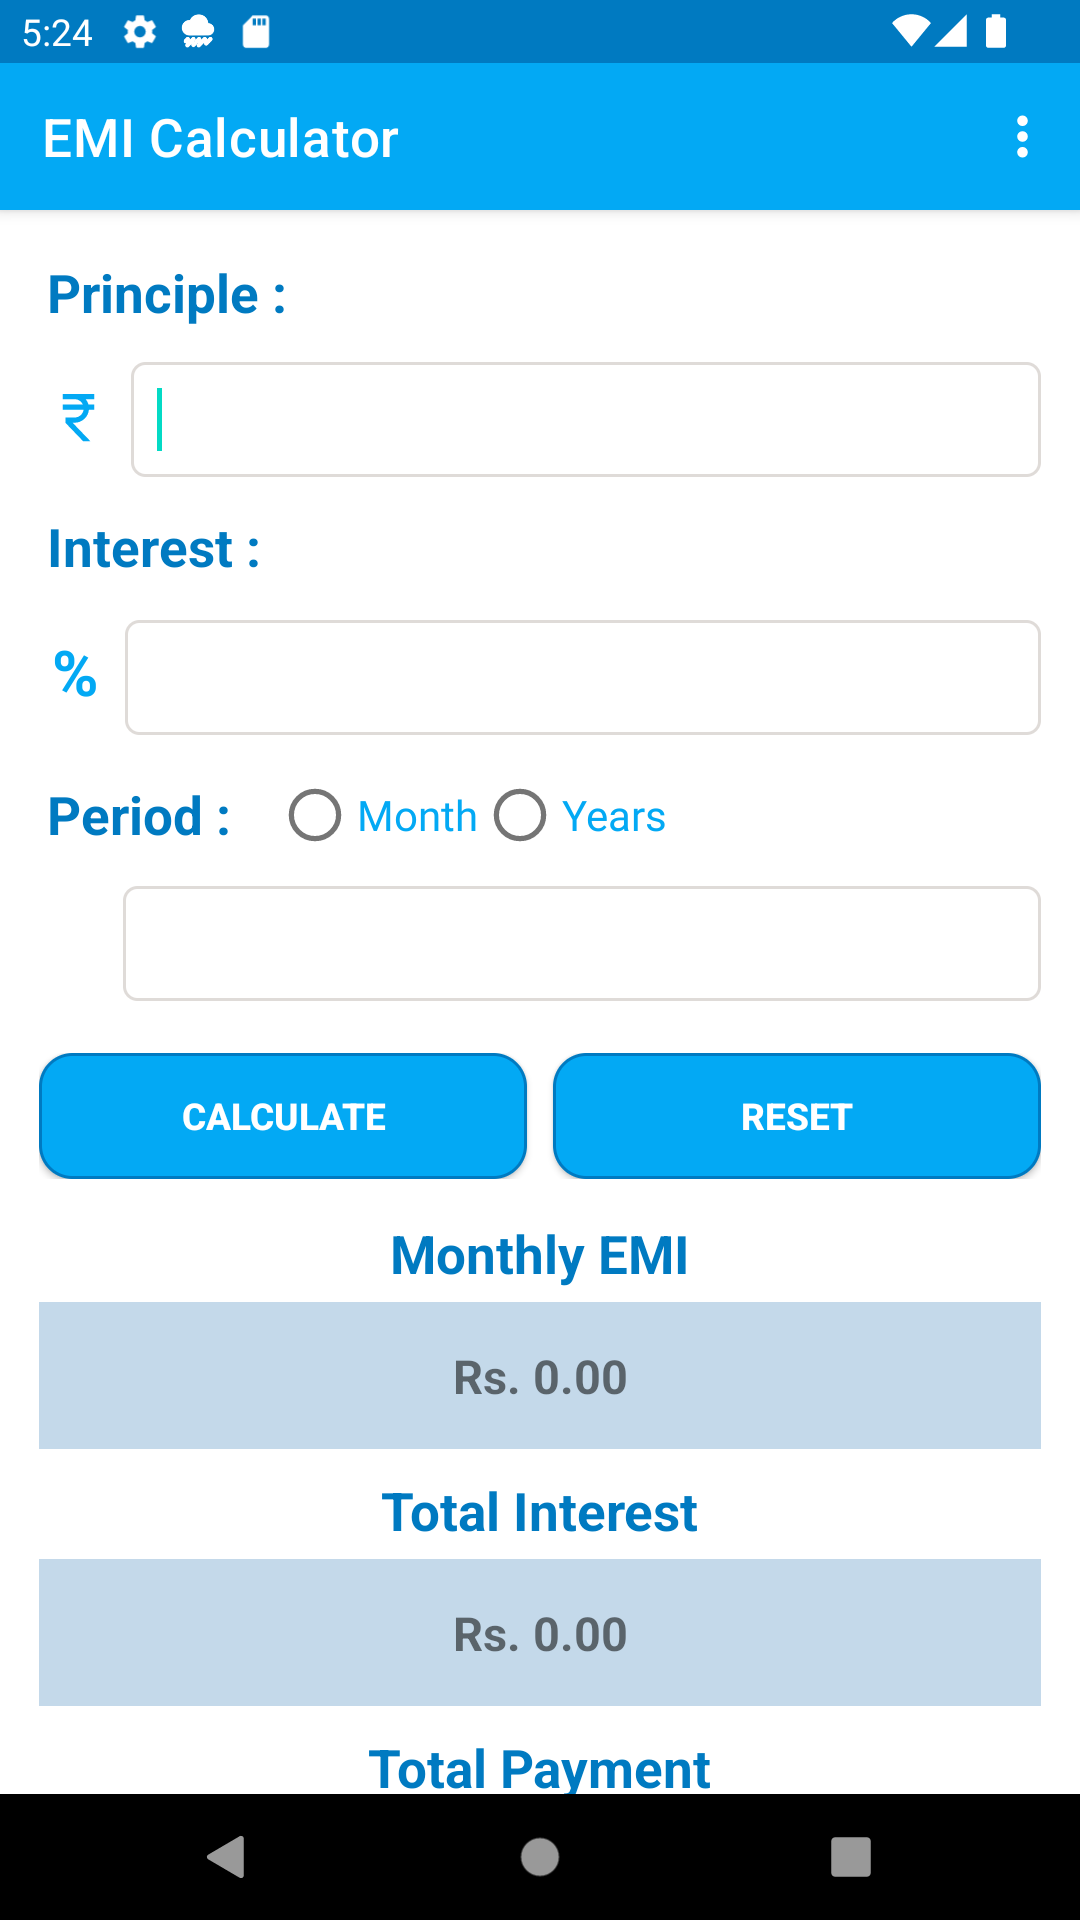 5:24
EMI Calculator
Principle :
₹
Interest :
%
Period : Month Years
CALCULATE RESET
Monthly EMI
Rs. 0.00
Total Interest
Rs. 0.00
Total Payment